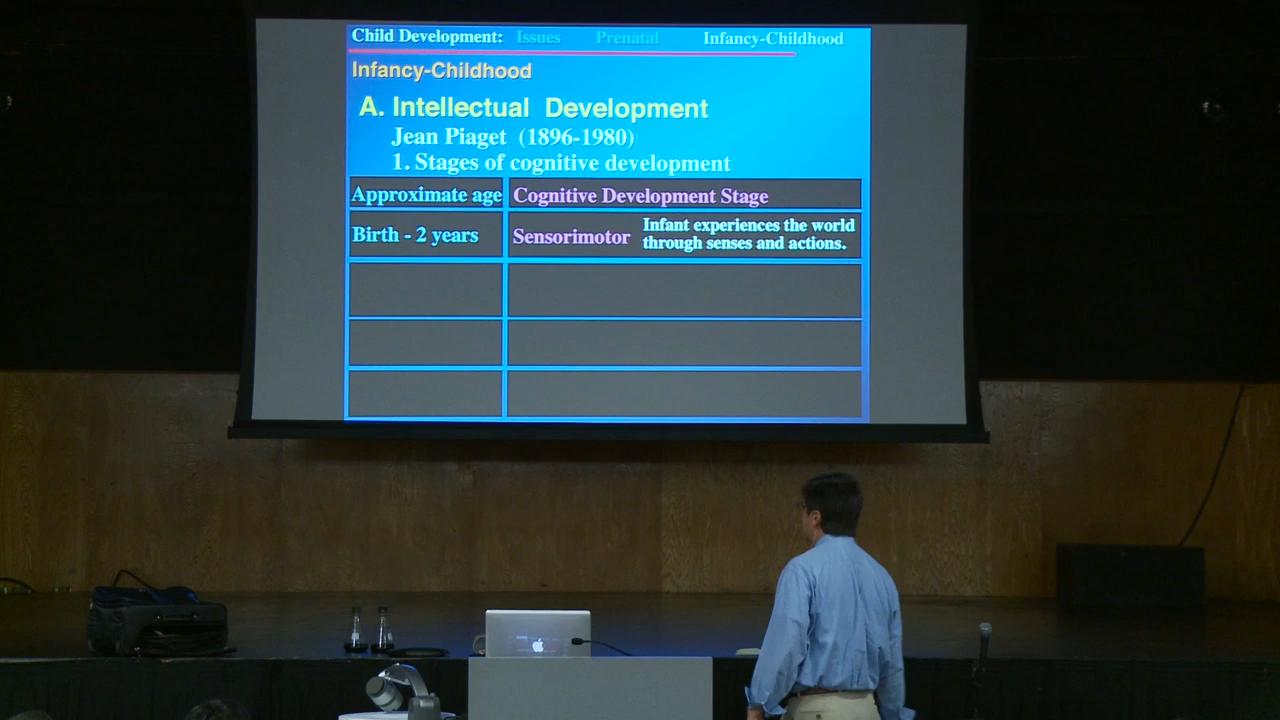 Child Development: Issues Prenatal Infancy-Childhood
Infancy-Childhood
A. Intellectual Development
Jean Piaget (1896-1980)
1. Stages of cognitive development
Approximate age Cognitive Development Stage
Birth - 2 years Sensorimotor Infant experiences the world
through senses and actions.